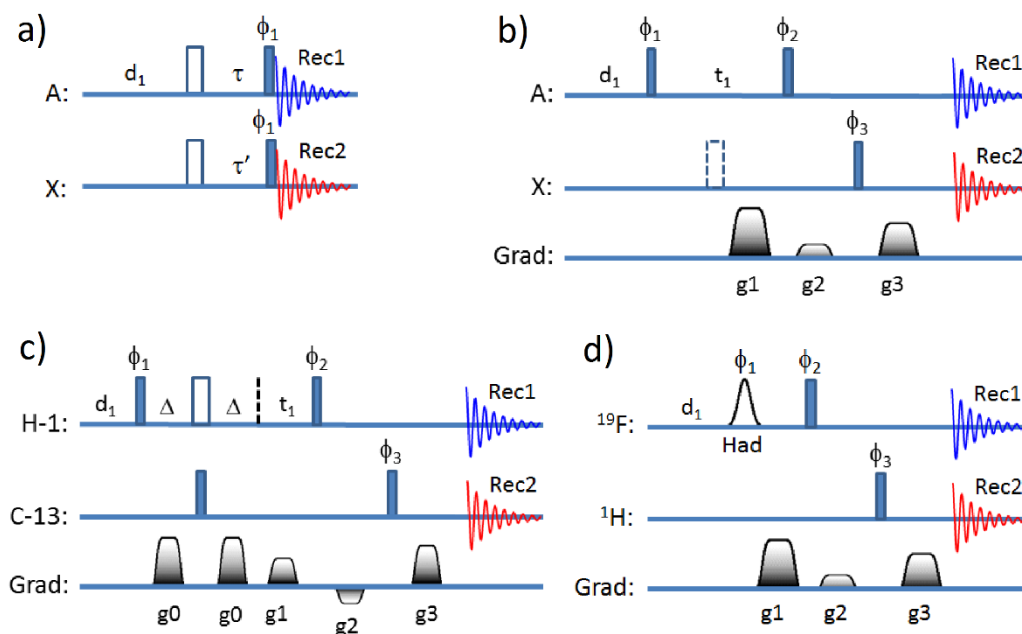 a)
ϕ₁
d₁
τ
Rec1
A:
ϕ₁
τ′
Rec2
X:
b)
ϕ₁
ϕ₂
d₁
t₁
Rec1
A:
ϕ₃
Rec2
X:
Grad:
g1
g2
g3
c)
ϕ₁
ϕ₂
d₁
Δ
Δ
t₁
Rec1
H-1:
ϕ₃
Rec2
C-13:
Grad:
g0
g0
g1
g2
g3
d)
ϕ₁
ϕ₂
d₁
Rec1
¹⁹F:
Had
ϕ₃
Rec2
¹H:
Grad:
g1
g2
g3